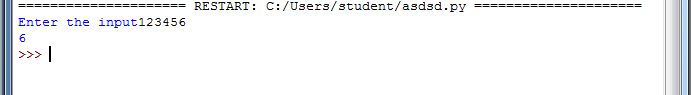 ===================== RESTART: C:/Users/student/asdsd.py =====================
Enter the input123456
6
>>>